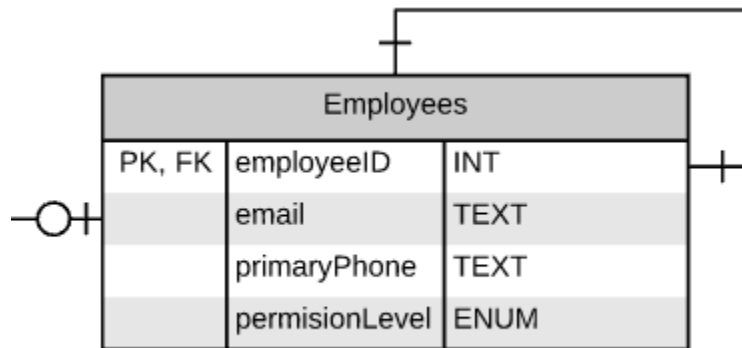 Employees
PK, FK employeeID INT
email TEXT
primaryPhone TEXT
permisionLevel ENUM